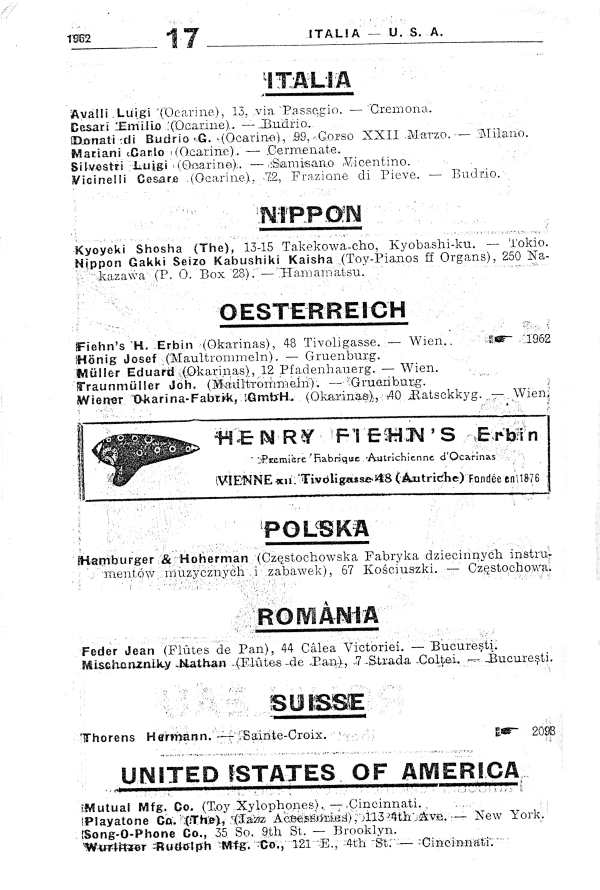 1962 17 ITALIA — U. S. A.
ITALIA
Avalli Luigi (Ocarine), 13, via Passegio. — Cremona.
Cesari Emilio (Ocarine). — Budrio.
Donati di Budrio G. (Ocarine), 99, Corso XXII Marzo. — Milano.
Mariani Carlo (Ocarine). — Cermenate.
Silvestri Luigi (Ocarine). — Samisano Vicentino.
Vicinelli Cesare (Ocarine), 72, Frazione di Pieve. — Budrio.
NIPPON
Kyoyeki Shosha (The), 13-15 Takekowa-cho, Kyobashi-ku. — Tokio.
Nippon Gakki Seizo Kabushiki Kaisha (Toy-Pianos ff Organs), 250 Na-
kazawa (P. O. Box 28). — Hamamatsu.
OESTERREICH
Fiehn's H. Erbin (Okarinas), 48 Tivoligasse. — Wien. ☛ 1962
Hönig Josef (Maultrommeln). — Gruenburg.
Müller Eduard (Okarinas), 12 Pfadenhauerg. — Wien.
Traunmüller Joh. (Maultrommeln). — Gruenburg.
Wiener Okarina-Fabrik, GmbH. (Okarinas), 40 Ratsckkyg. — Wien.
HENRY FIEHN'S Erbin
Première Fabrique Autrichienne d'Ocarinas
VIENNE XII. Tivoligasse 48 (Autriche) Fondée en 1876
POLSKA
Hamburger & Hoherman (Częstochowska Fabryka dziecinnych instru-
mentów muzycznych i zabawek), 67 Kościuszki. — Częstochowa.
ROMÂNIA
Feder Jean (Flûtes de Pan), 44 Câlea Victoriei. — Bucureşti.
Mischonzniky Nathan (Flûtes de Pan), 7 Strada Colţei. — Bucureşti.
SUISSE
Thorens Hermann. — Sainte-Croix. ☛ 2098
UNITED STATES OF AMERICA
Mutual Mfg. Co. (Toy Xylophones). — Cincinnati.
Playatone Co. (The), (Jazz Accessories), 113 4th Ave. — New York.
Song-O-Phone Co., 35 So. 9th St. — Brooklyn.
Wurlitzer Rudolph Mfg. Co., 121 E., 4th St. — Cincinnati.